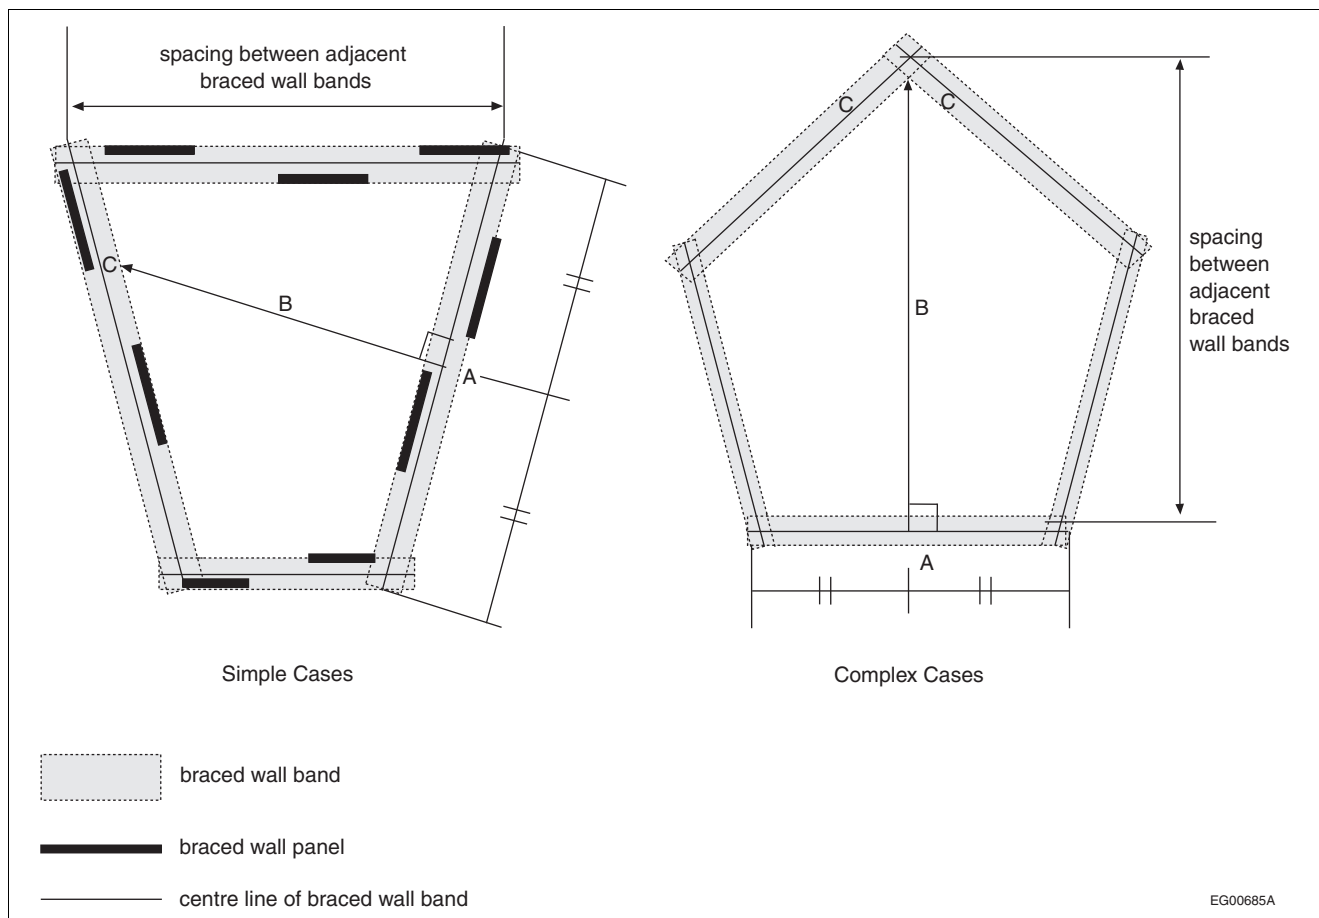 spacing between adjacent
braced wall bands
C
B
A
Simple Cases
C
C
B
A
spacing
between
adjacent
braced
wall bands
Complex Cases
braced wall band
braced wall panel
centre line of braced wall band
EG00685A